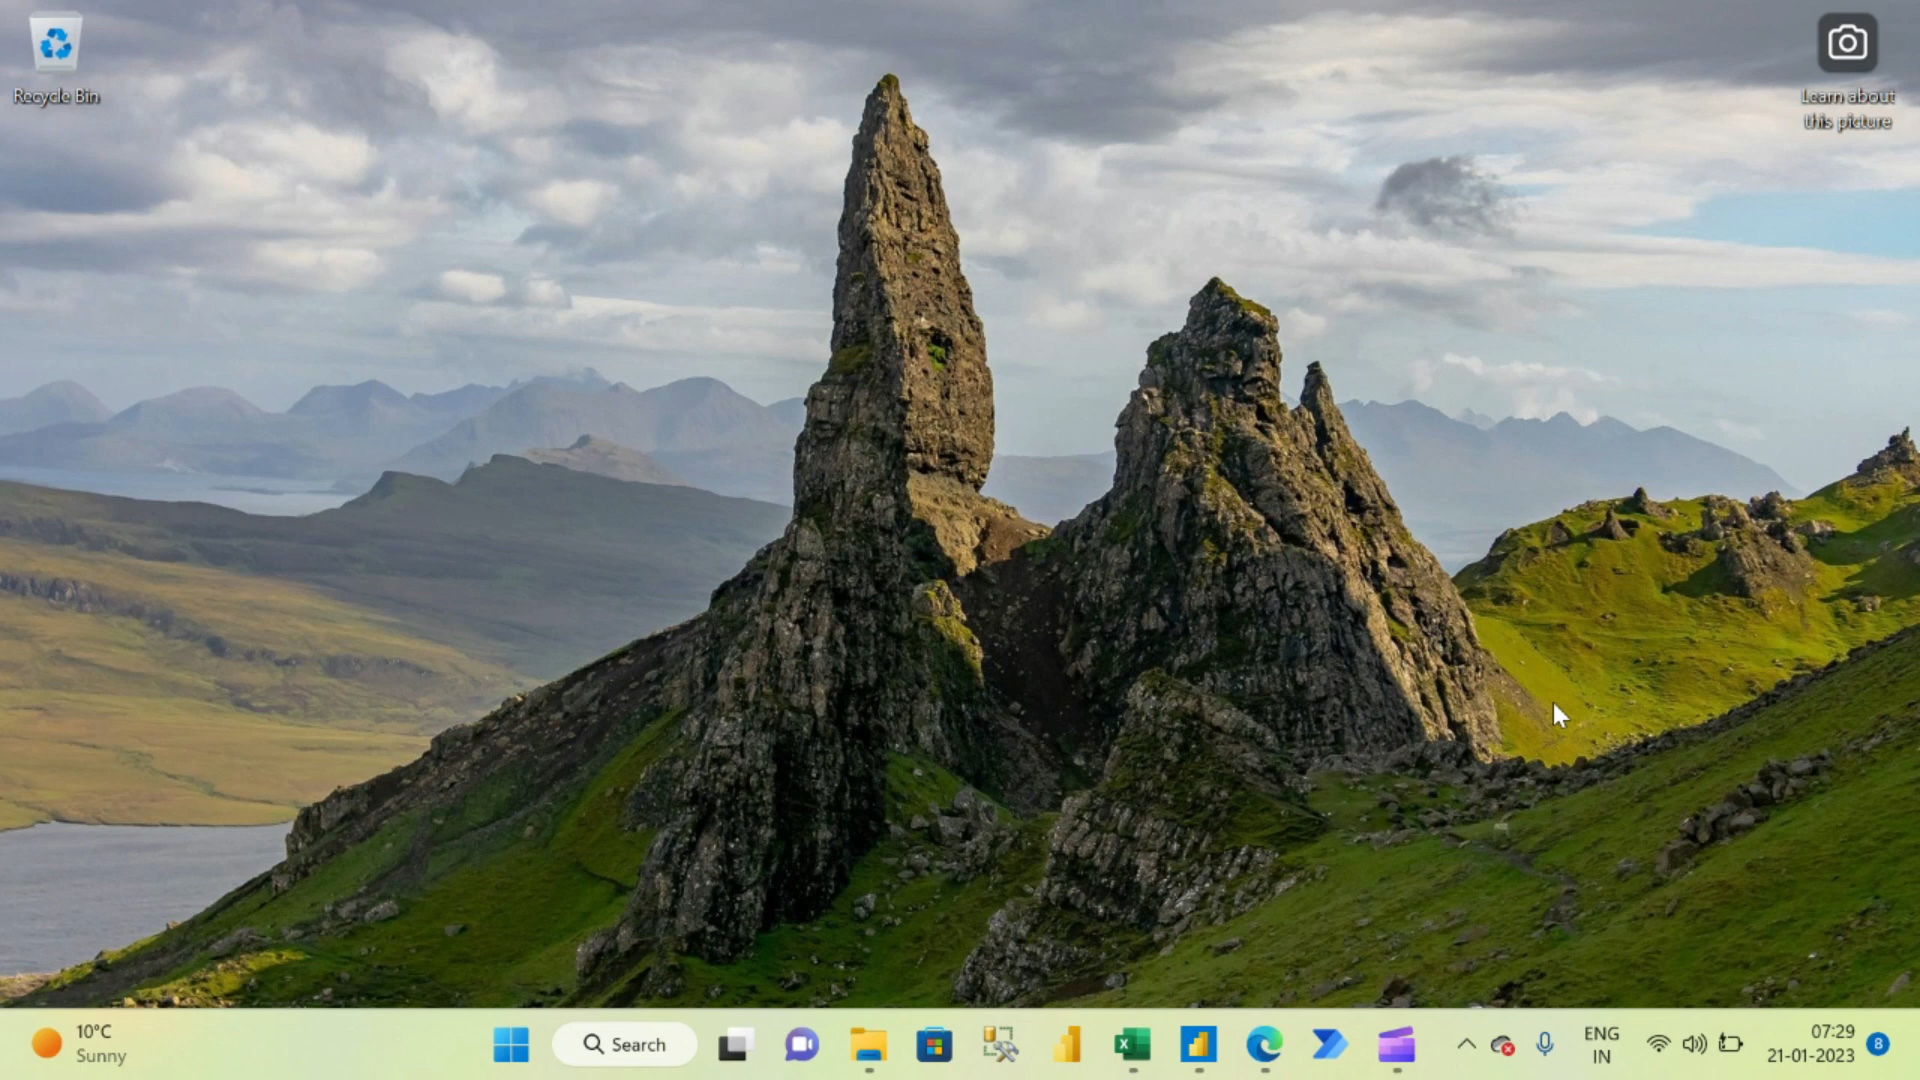 Recycle Bin
Learn about
this picture
10°C
Sunny
Search
X
ENG
IN
07:29
21-01-2023
8